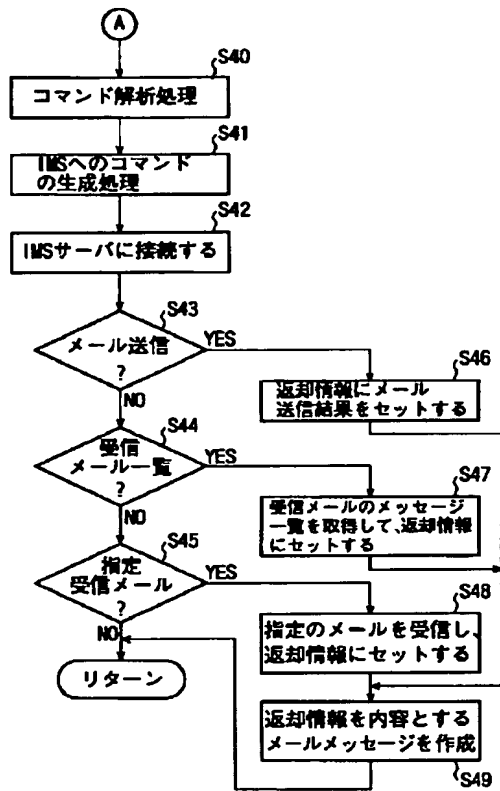 A
S40
コマンド解析処理
S41
IMSへのコマンド
の生成処理
S42
IMSサーバに接続する
S43
メール送信
?
YES
NO
S46
返却情報にメール
送信結果をセットする
S44
受信
メール一覧
?
YES
NO
S47
受信メールのメッセージ
一覧を取得して、返却情報
にセットする
S45
指定
受信メール
?
YES
NO
S48
指定のメールを受信し、
返却情報にセットする
リターン
返却情報を内容とする
メールメッセージを作成
S49